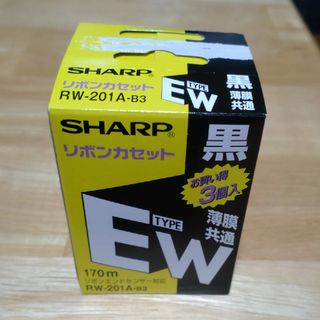 SHARP
リボンカセット
RW-201A-B3
TYPE
EW
黒
薄膜
共通
SHARP®
リボンカセット
黒
お買い得
3個入
TYPE
EW
薄膜
共通
170m
リボンエンドセンサー対応
RW-201A-B3